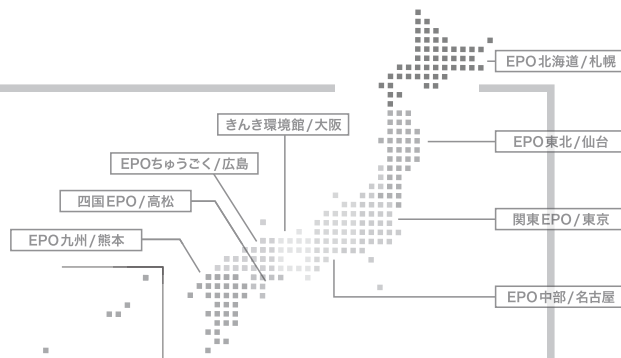 EPO北海道/札幌
きんき環境館/大阪
EPO東北/仙台
EPOちゅうごく/広島
四国EPO/高松
関東EPO/東京
EPO九州/熊本
EPO中部/名古屋